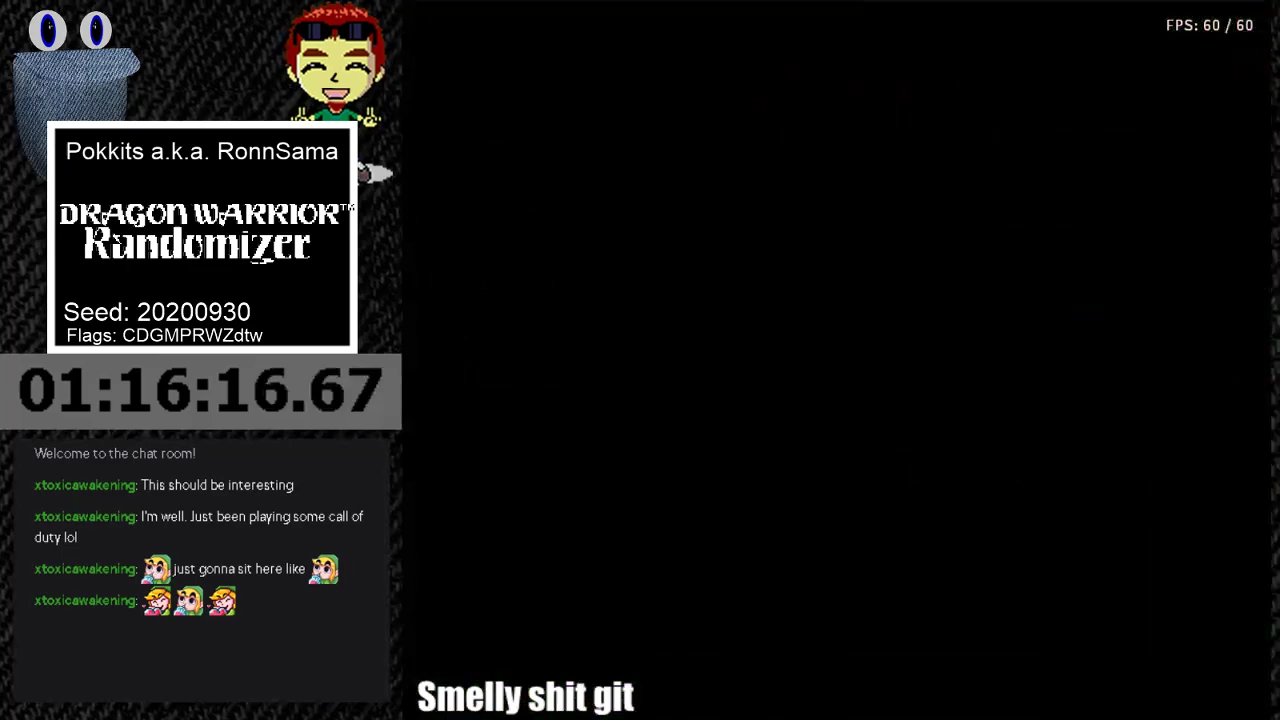 FPS: 60 / 60
Pokkits a.k.a. RonnSama
DRAGON WARRIOR™
Randomizer
Seed: 20200930
Flags: CDGMPRWZdtw
01:16:16.67
Welcome to the chat room!
xtoxicawakening: This should be interesting
xtoxicawakening: I'm well. Just been playing some call of
duty lol
xtoxicawakening: just gonna sit here like
xtoxicawakening:
Smelly shit git